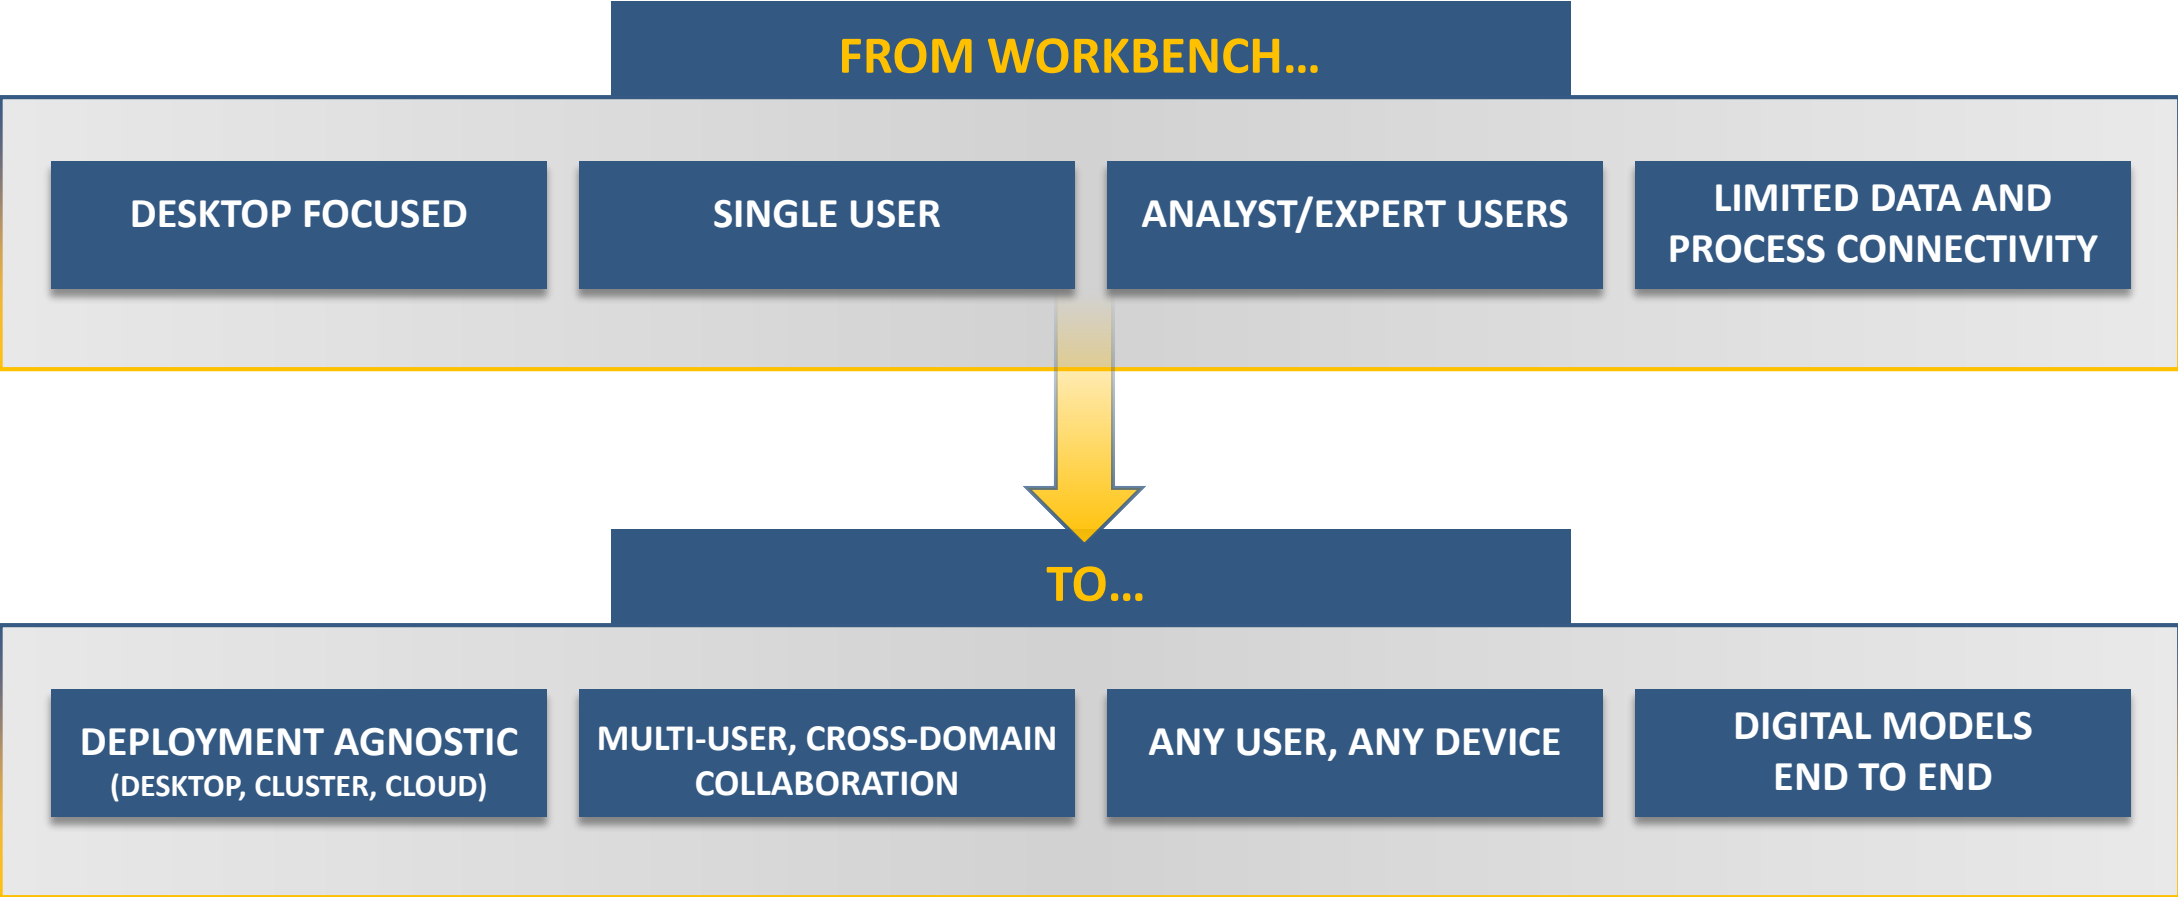 FROM WORKBENCH...
DESKTOP FOCUSED
SINGLE USER
ANALYST/EXPERT USERS
LIMITED DATA AND
PROCESS CONNECTIVITY
TO...
DEPLOYMENT AGNOSTIC
(DESKTOP, CLUSTER, CLOUD)
MULTI-USER, CROSS-DOMAIN
COLLABORATION
ANY USER, ANY DEVICE
DIGITAL MODELS
END TO END